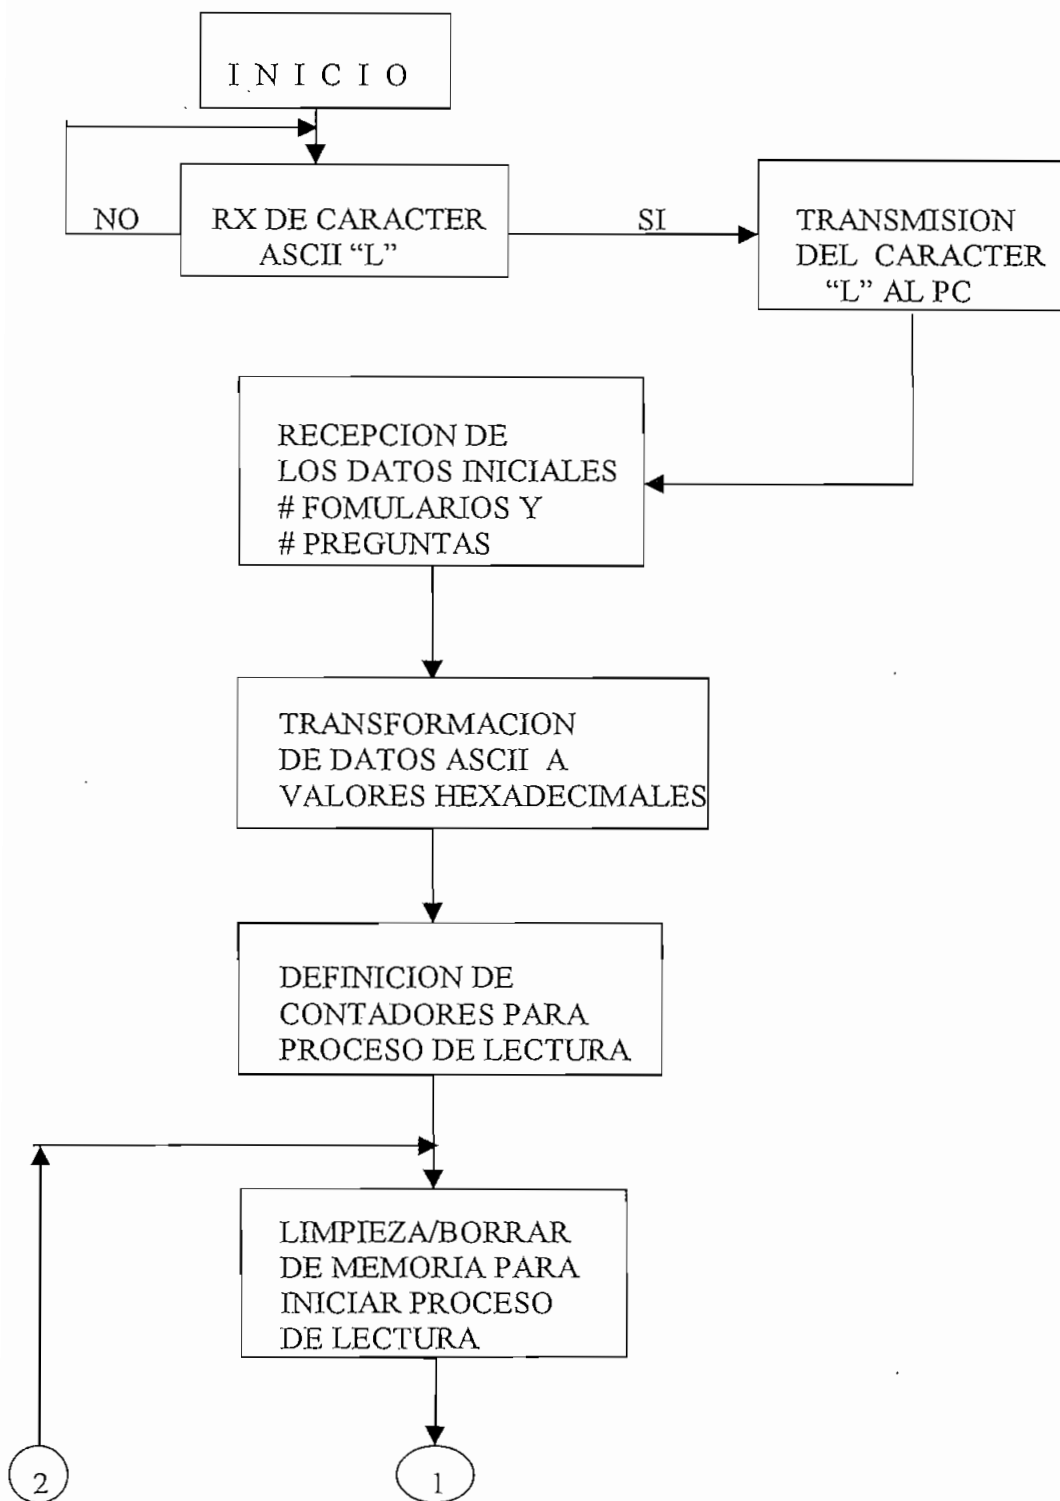 I N I C I O
NO
RX DE CARACTER
ASCII “L”
SI
TRANSMISION
DEL CARACTER
“L” AL PC
RECEPCION DE
LOS DATOS INICIALES
# FOMULARIOS Y
# PREGUNTAS
TRANSFORMACION
DE DATOS ASCII A
VALORES HEXADECIMALES
DEFINICION DE
CONTADORES PARA
PROCESO DE LECTURA
LIMPIEZA/BORRAR
DE MEMORIA PARA
INICIAR PROCESO
DE LECTURA
2
1